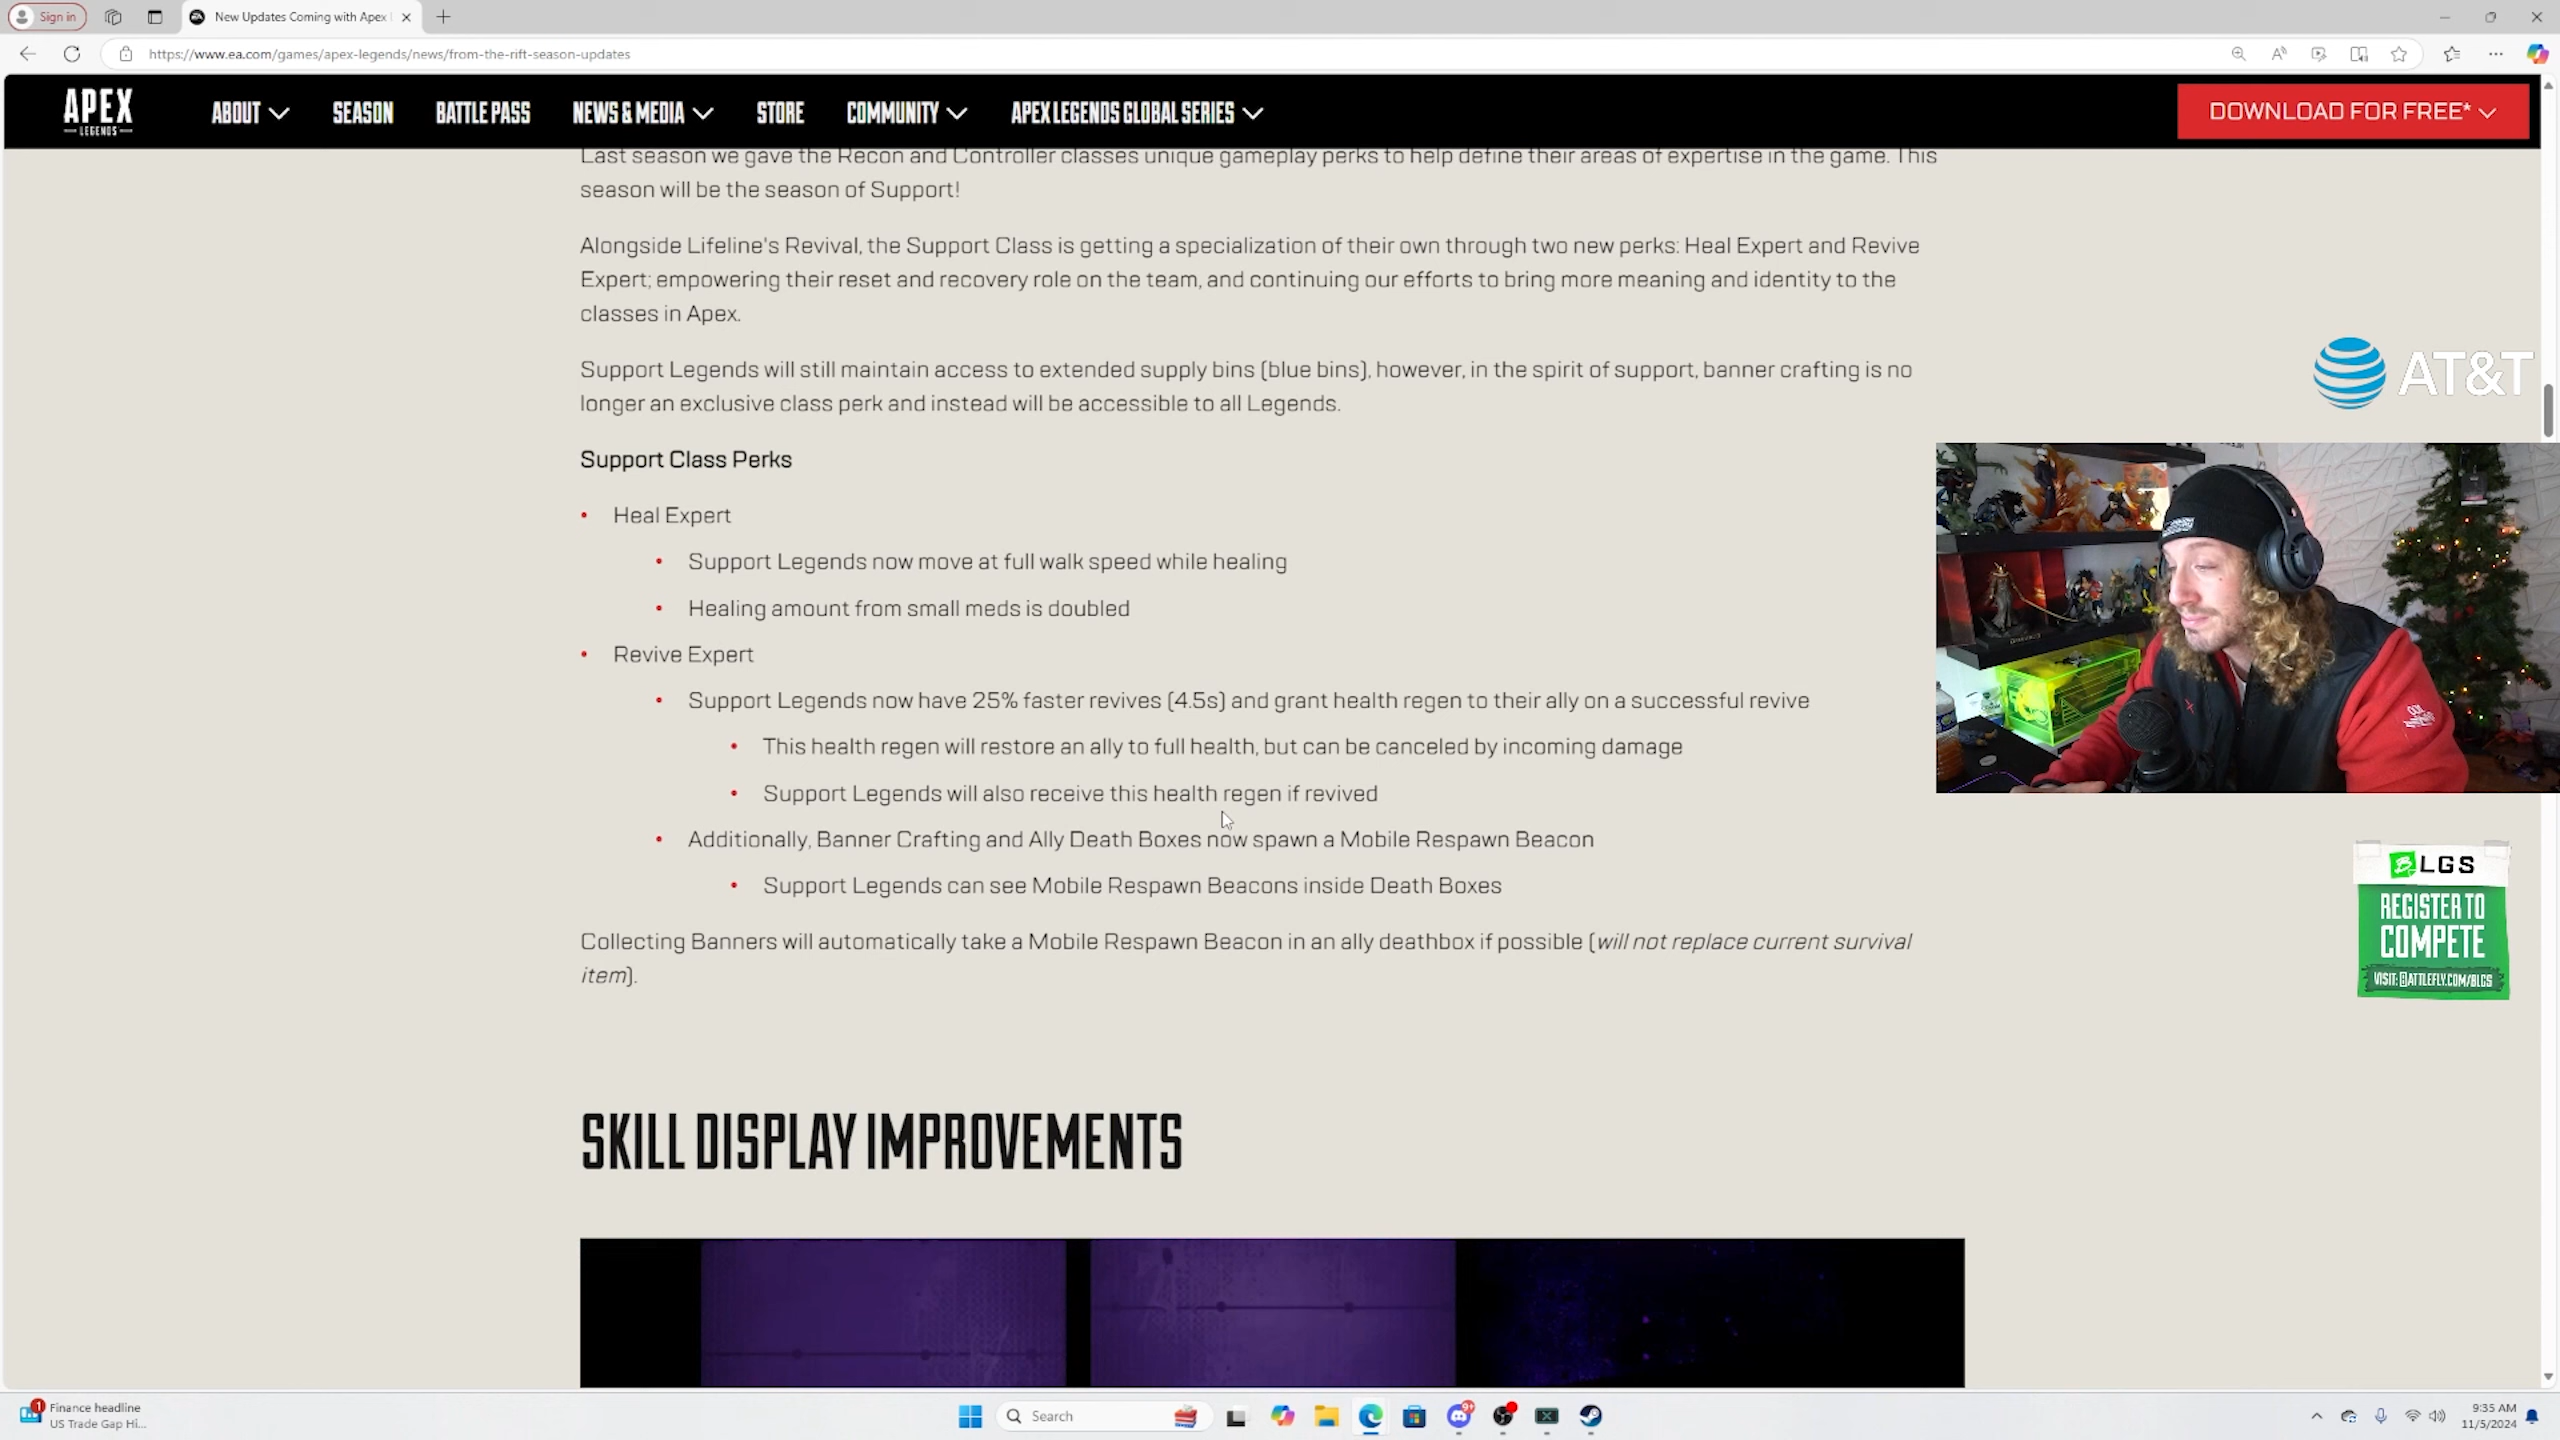 Sign in
New Updates Coming with Apex
https://www.ea.com/games/apex-legends/news/from-the-rift-season-updates
APEX
LEGENDS
ABOUT
SEASON
BATTLE PASS
NEWS & MEDIA
STORE
COMMUNITY
APEX LEGENDS GLOBAL SERIES
DOWNLOAD FOR FREE*
Last season we gave the Recon and Controller classes unique gameplay perks to help define their areas of expertise in the game. This
season will be the season of Support!
Alongside Lifeline's Revival, the Support Class is getting a specialization of their own through two new perks: Heal Expert and Revive
Expert; empowering their reset and recovery role on the team, and continuing our efforts to bring more meaning and identity to the
classes in Apex.
Support Legends will still maintain access to extended supply bins (blue bins), however, in the spirit of support, banner crafting is no
longer an exclusive class perk and instead will be accessible to all Legends.
AT&T
Support Class Perks
• Heal Expert
• Support Legends now move at full walk speed while healing
• Healing amount from small meds is doubled
• Revive Expert
• Support Legends now have 25% faster revives (4.5s) and grant health regen to their ally on a successful revive
• This health regen will restore an ally to full health, but can be canceled by incoming damage
• Support Legends will also receive this health regen if revived
• Additionally, Banner Crafting and Ally Death Boxes now spawn a Mobile Respawn Beacon
• Support Legends can see Mobile Respawn Beacons inside Death Boxes
Collecting Banners will automatically take a Mobile Respawn Beacon in an ally deathbox if possible (will not replace current survival
item).
BLGS
REGISTER TO
COMPETE
VISIT: BATTLEFLY.COM/BLGS
SKILL DISPLAY IMPROVEMENTS
1
Finance headline
US Trade Gap Hi...
Search
9+
9:35 AM
11/5/2024